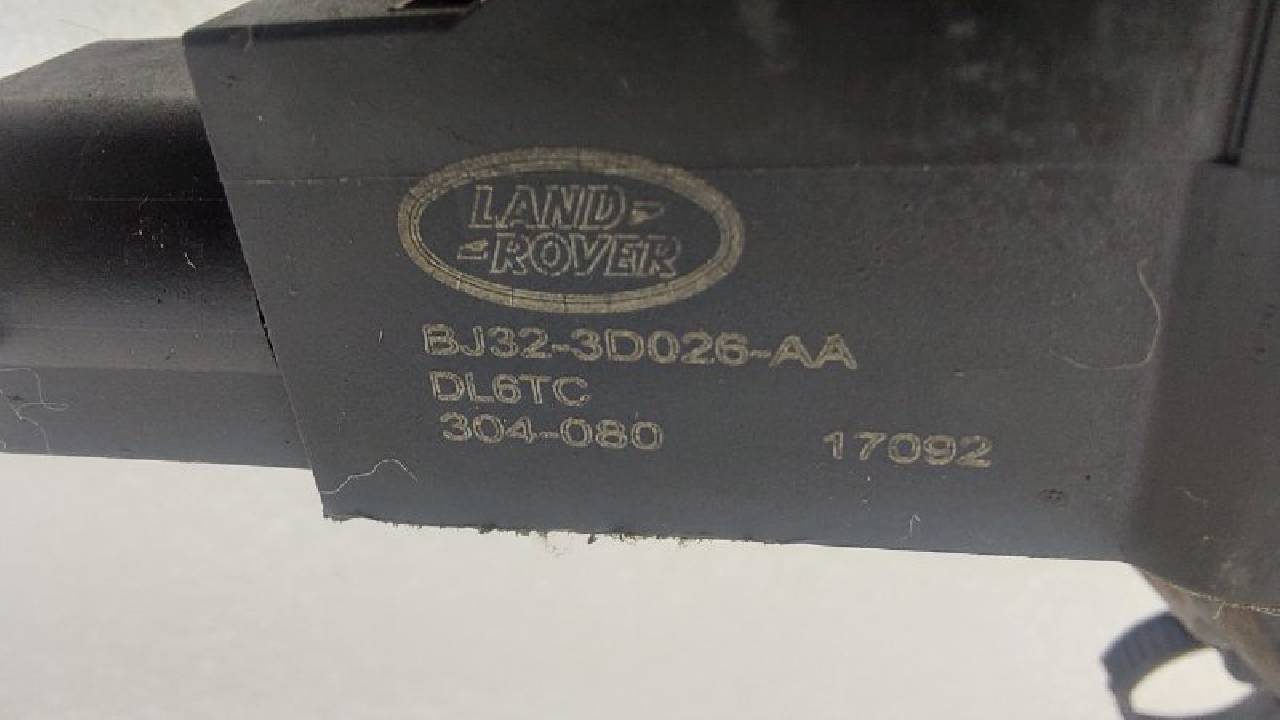 LAND
ROVER
BJ32-3D026-AA
DL6TC
304-080 17092